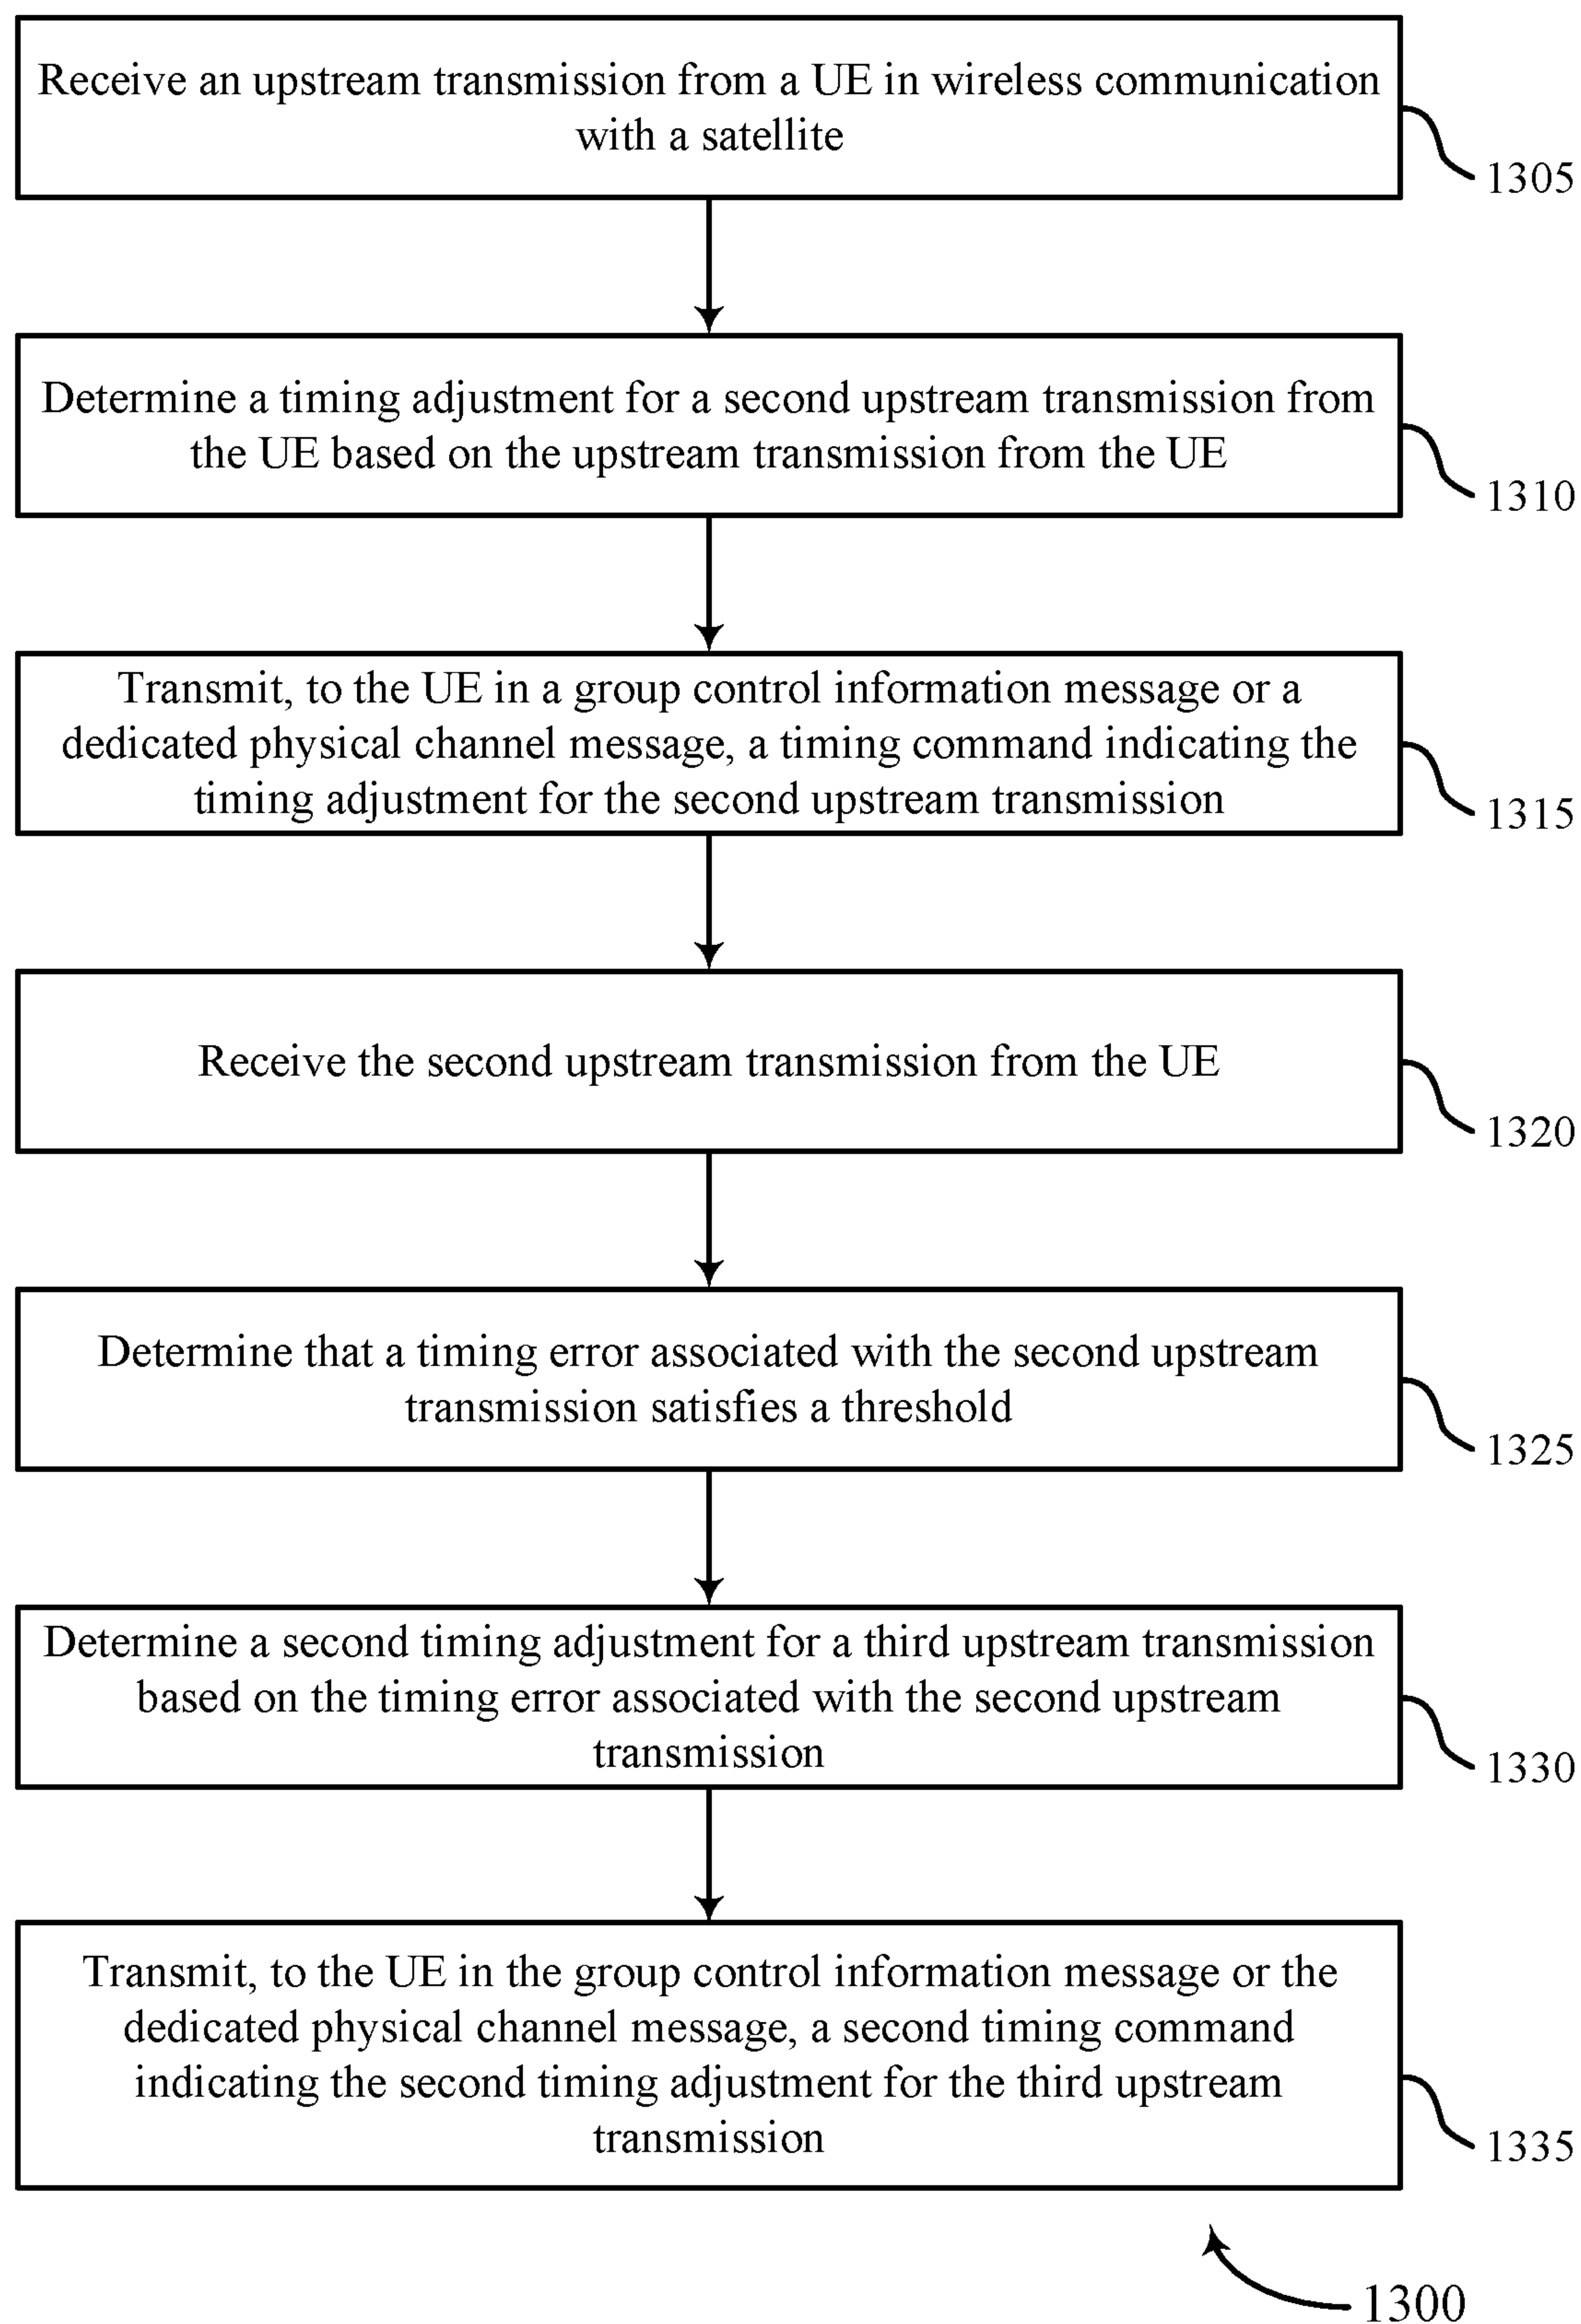 Receive an upstream transmission from a UE in wireless communication
with a satellite
1305
Determine a timing adjustment for a second upstream transmission from
the UE based on the upstream transmission from the UE
1310
Transmit, to the UE in a group control information message or a
dedicated physical channel message, a timing command indicating the
timing adjustment for the second upstream transmission
1315
Receive the second upstream transmission from the UE
1320
Determine that a timing error associated with the second upstream
transmission satisfies a threshold
1325
Determine a second timing adjustment for a third upstream transmission
based on the timing error associated with the second upstream
transmission
1330
Transmit, to the UE in the group control information message or the
dedicated physical channel message, a second timing command
indicating the second timing adjustment for the third upstream
transmission
1335
1300